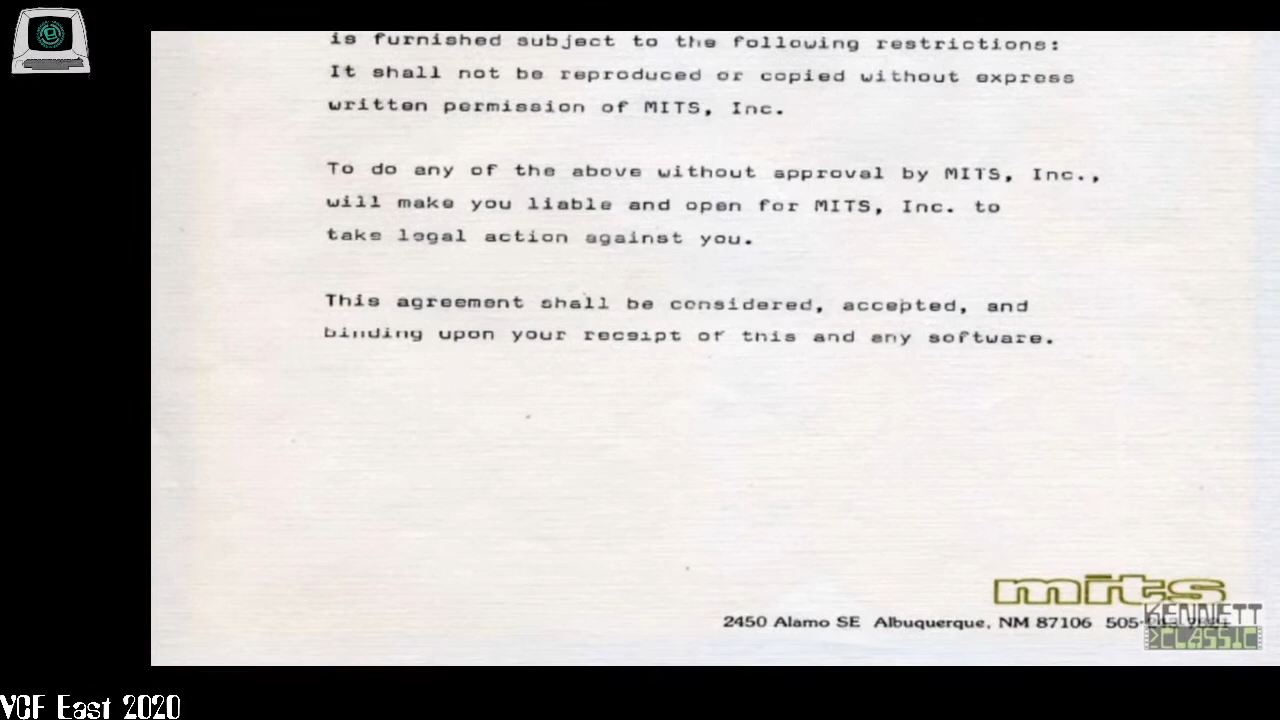 is furnished subject to the following restrictions:
It shall not be reproduced or copied without express
written permission of MITS, Inc.
To do any of the above without approval by MITS, Inc.,
will make you liable and open for MITS, Inc. to
take legal action against you.
This agreement shall be considered, accepted, and
binding upon your receipt of this and any software.
mits
2450 Alamo SE Albuquerque, NM 87106 505-
KENNETT
CLASSIC
VCF East 2020